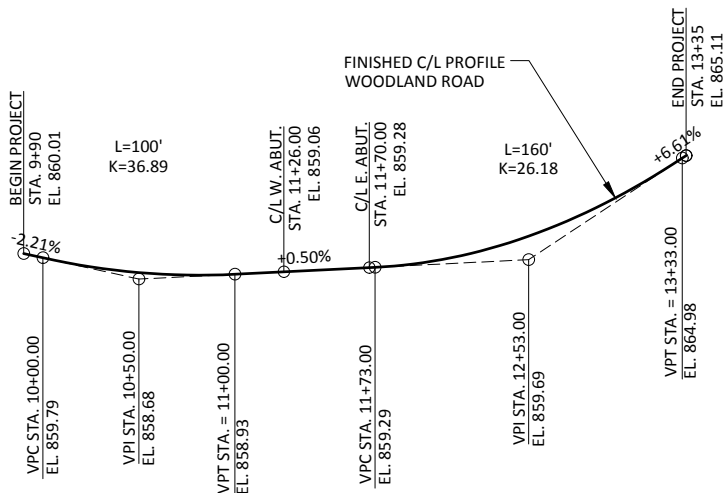 BEGIN PROJECT
STA. 9+90
EL. 860.01
-2.21%
L=100'
K=36.89
C/L W. ABUT.
STA. 11+26.00
EL. 859.06
+0.50%
C/L E. ABUT.
STA. 11+70.00
EL. 859.28
FINISHED C/L PROFILE
WOODLAND ROAD
L=160'
K=26.18
+6.61%
END PROJECT
STA. 13+35
EL. 865.11
VPC STA. 10+00.00
EL. 859.79
VPI STA. 10+50.00
EL. 858.68
VPT STA. = 11+00.00
EL. 858.93
VPC STA. 11+73.00
EL. 859.29
VPI STA. 12+53.00
EL. 859.69
VPT STA. = 13+33.00
EL. 864.98